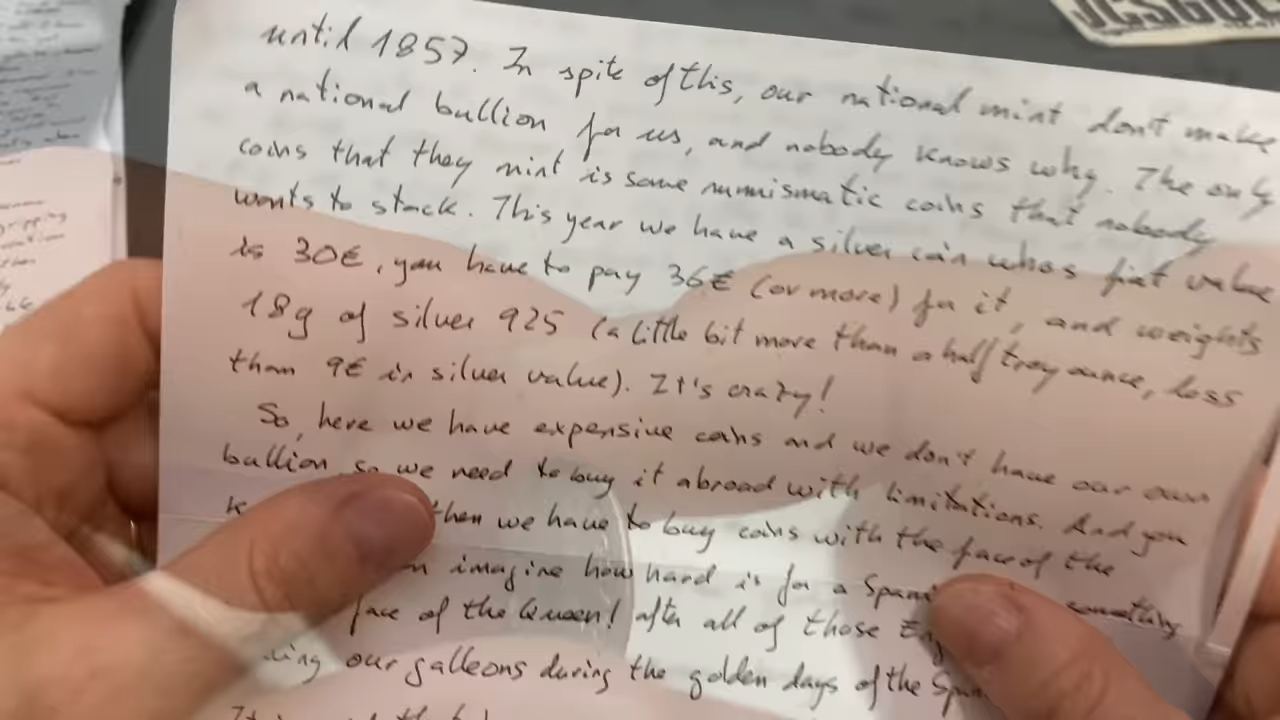 until 1857. In spite of this, our national mint don't make
a national bullion for us, and nobody knows why. The only
coins that they mint is some numismatic coins that nobody
wants to stack. This year we have a silver coin whos fiat value
is 30€, you have to pay 36€ (or more) for it, and weights
18g of silver 925 (a little bit more than a half troy ounce, loss
than 9€ in silver value). It's crazy!
So, here we have expensive coins and we don't have our own
bullion so we need to buy it abroad with limitations. And you
then we have to buy coins with the face of the
imagine how hard is for a something
face of the Queen! after all of those
our galleons during the golden days of the